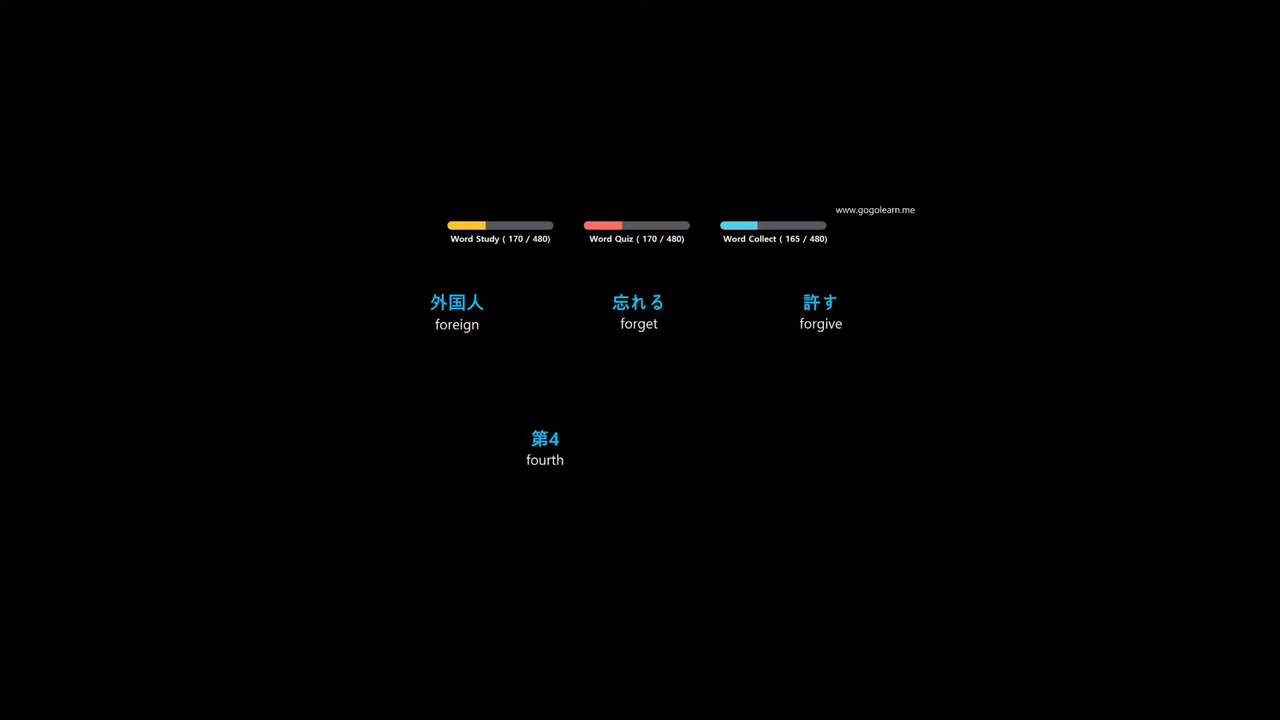 www.gogolearn.me
Word Study ( 170 / 480)
Word Quiz ( 170 / 480)
Word Collect ( 165 / 480)
外国人
foreign
忘れる
forget
許す
forgive
第4
fourth